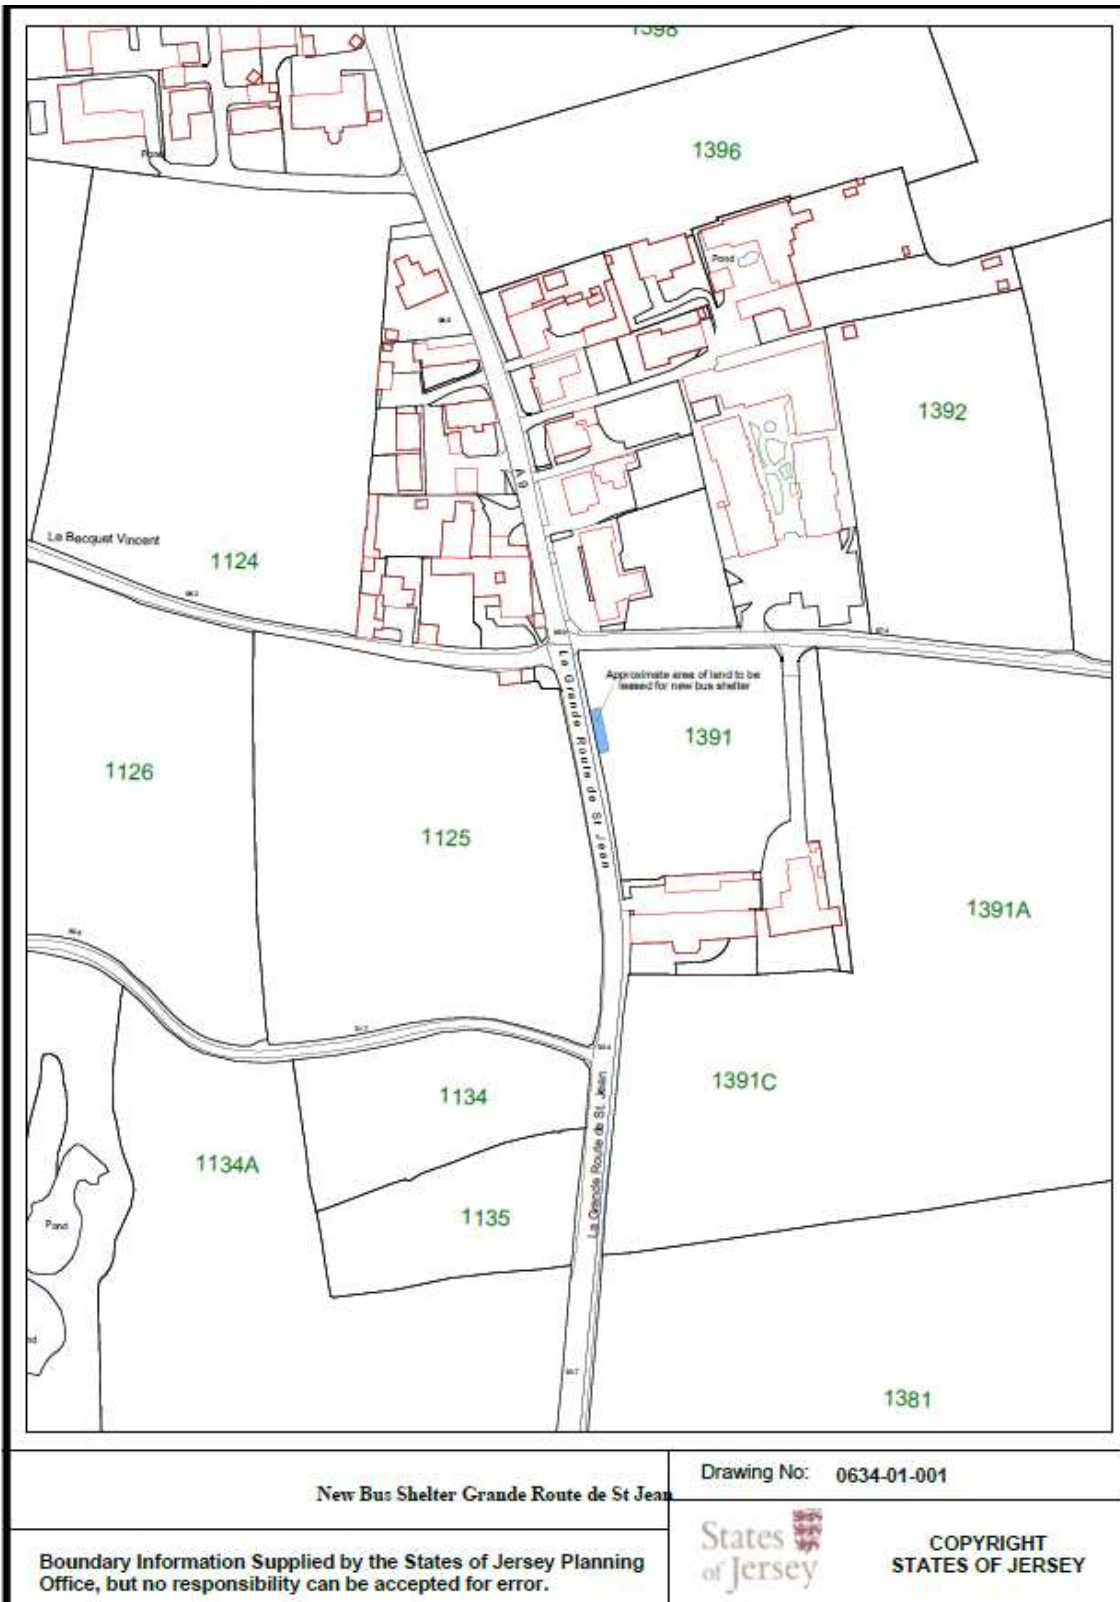 1398
1396
Pond
Pond
1392
A 9
Le Becquet Vincent
1124
La Grande Route de St Jean
Approximate area of land to be
leased for new bus shelter
1391
1126
1125
1391A
1391C
1134
1134A
La Grande Route de St. Jean
1135
Pond
1381
New Bus Shelter Grande Route de St Jean
Drawing No: 0634-01-001
Boundary Information Supplied by the States of Jersey Planning
Office, but no responsibility can be accepted for error.
States
of Jersey
COPYRIGHT
STATES OF JERSEY